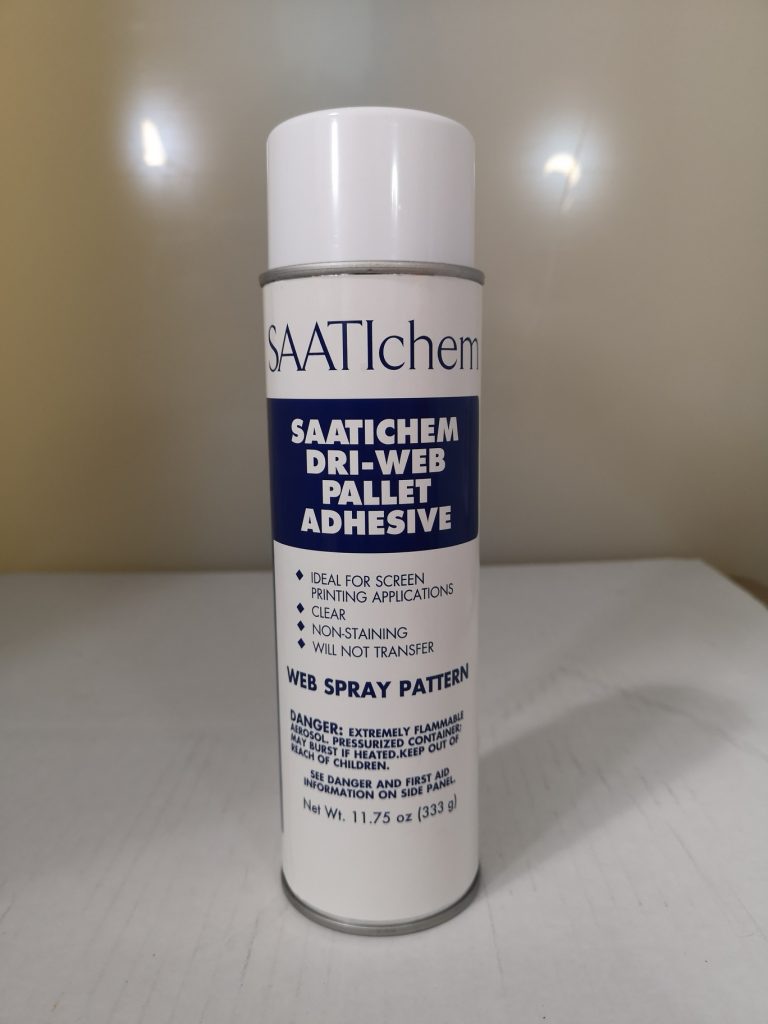 SAATIchem
SAATICHEM
DRI-WEB
PALLET
ADHESIVE
◆ IDEAL FOR SCREEN
PRINTING APPLICATIONS
◆ CLEAR
◆ NON-STAINING
◆ WILL NOT TRANSFER
WEB SPRAY PATTERN
DANGER: EXTREMELY FLAMMABLE
AEROSOL. PRESSURIZED CONTAINER;
MAY BURST IF HEATED.KEEP OUT OF
REACH OF CHILDREN.
SEE DANGER AND FIRST AID
INFORMATION ON SIDE PANEL.
Net Wt. 11.75 oz (333 g)